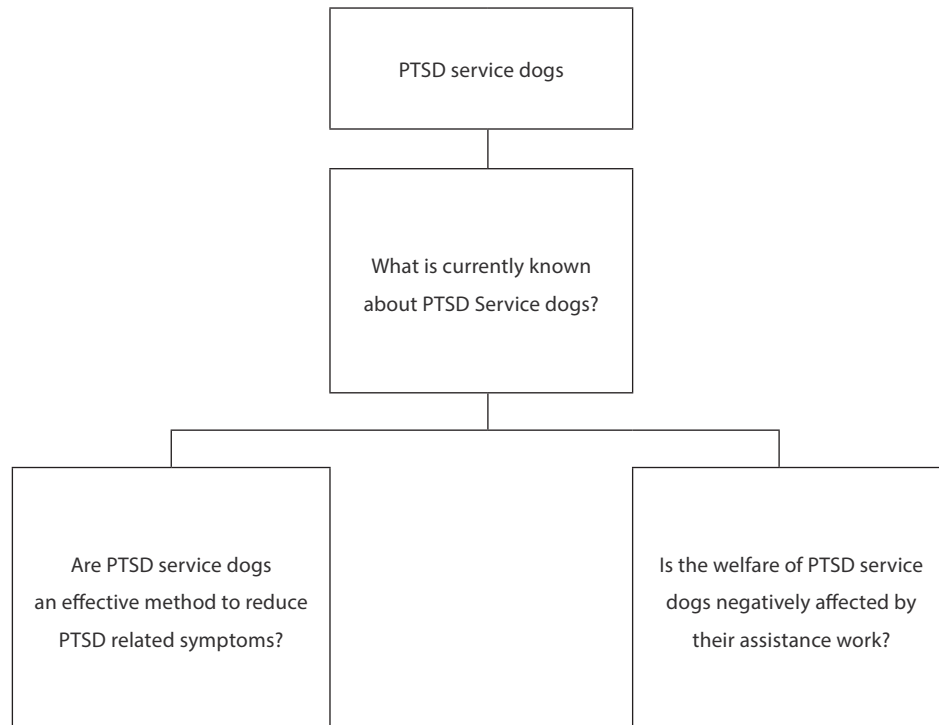 PTSD service dogs
What is currently known
about PTSD Service dogs?
Are PTSD service dogs
an effective method to reduce
PTSD related symptoms?
Is the welfare of PTSD service
dogs negatively affected by
their assistance work?